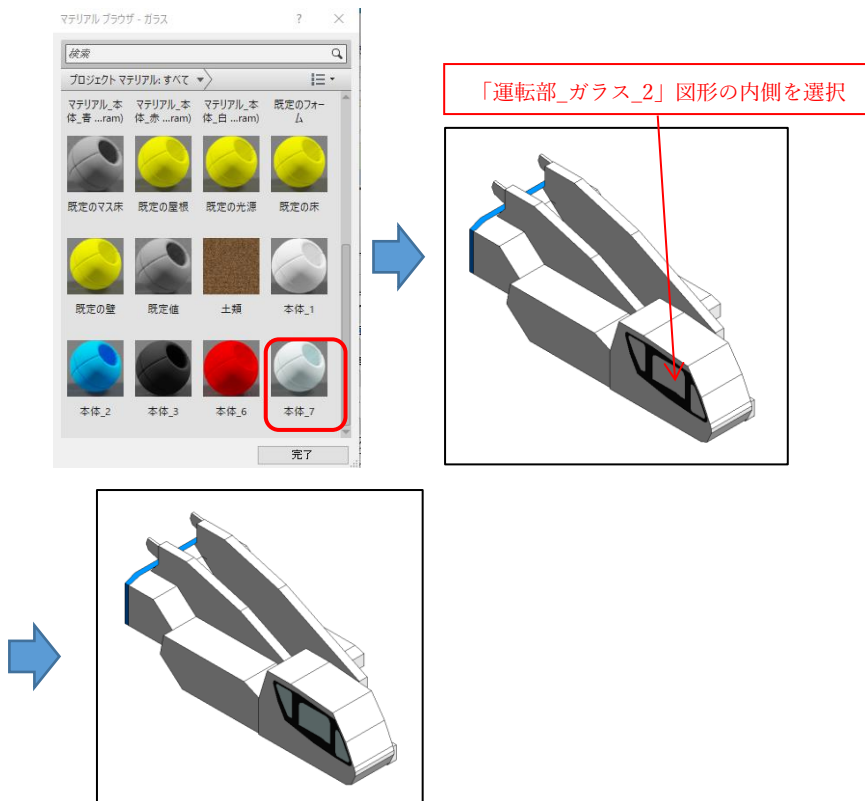 マテリアル ブラウザ - ガラス ? ×
検索
プロジェクト マテリアル: すべて
マテリアル_本 マテリアル_本 マテリアル_本 既定のフォー
体_青 ...ram) 体_赤 ...ram) 体_白 ...ram) ム
既定のマス床 既定の屋根 既定の光源 既定の床
既定の壁 既定値 土類 本体_1
本体_2 本体_3 本体_6 本体_7
完了
「運転部_ガラス_2」図形の内側を選択